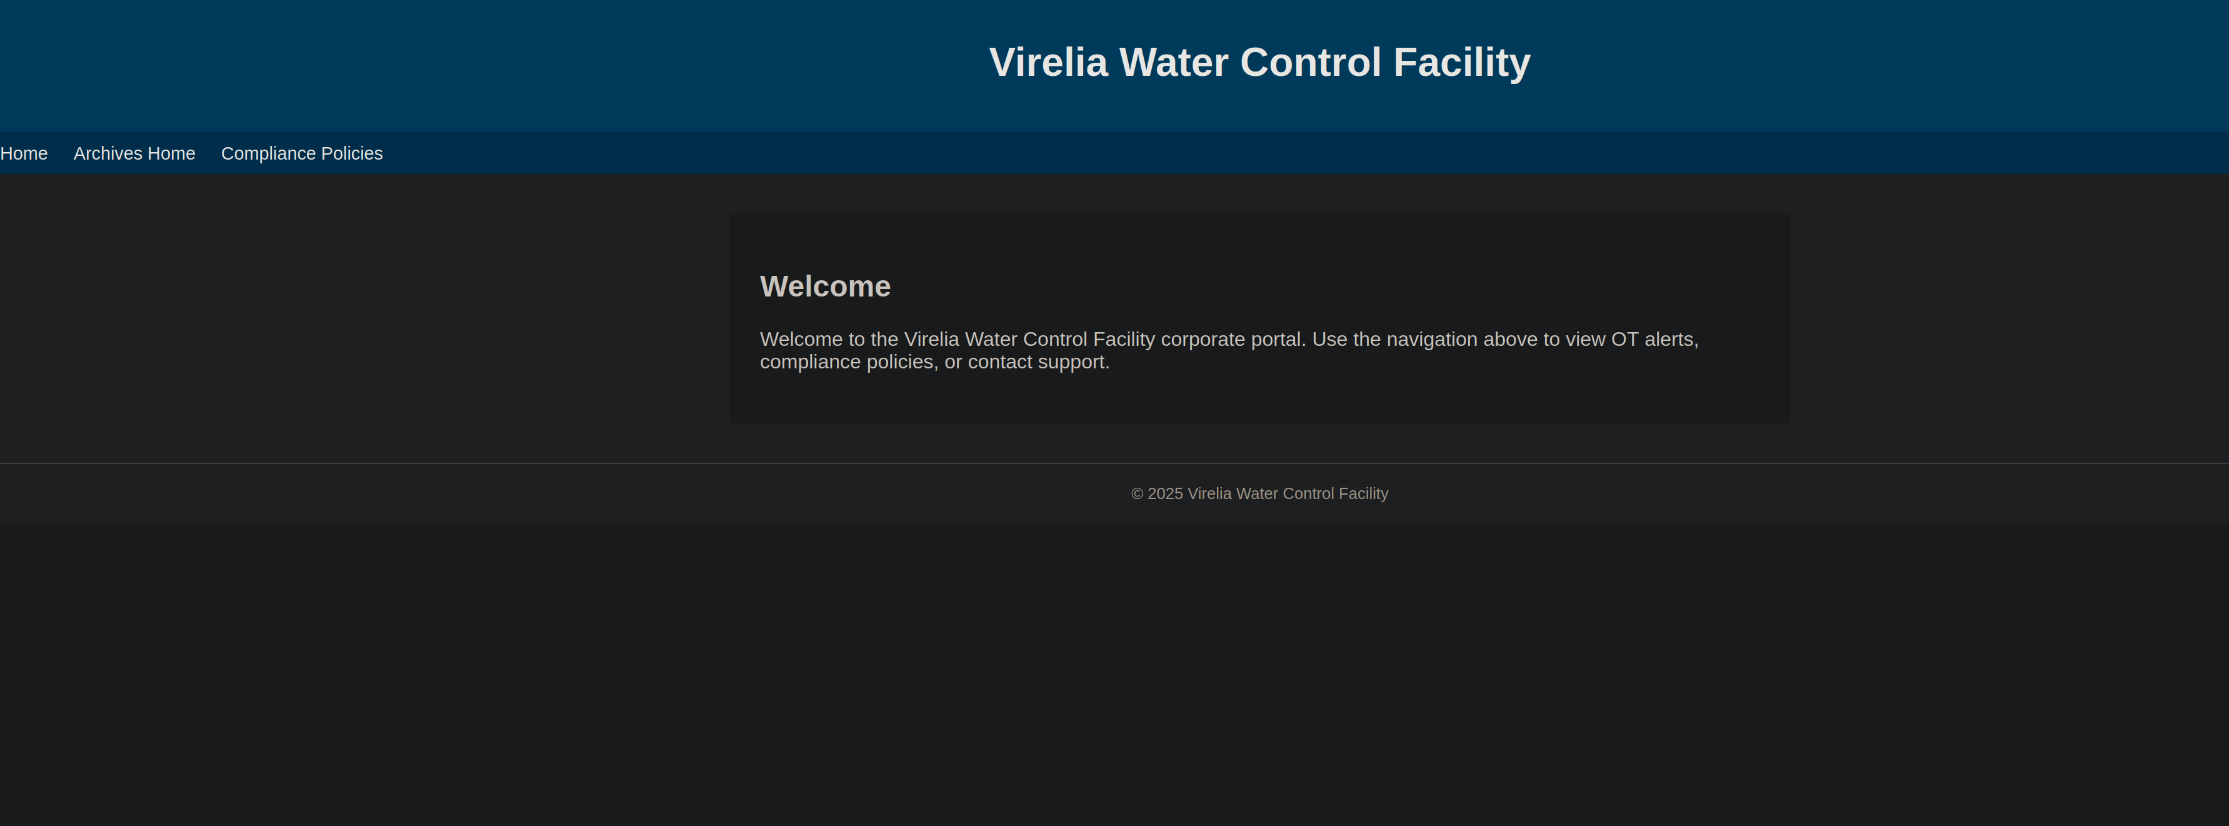 Virelia Water Control Facility
Home Archives Home Compliance Policies
Welcome
Welcome to the Virelia Water Control Facility corporate portal. Use the navigation above to view OT alerts,
compliance policies, or contact support.
© 2025 Virelia Water Control Facility